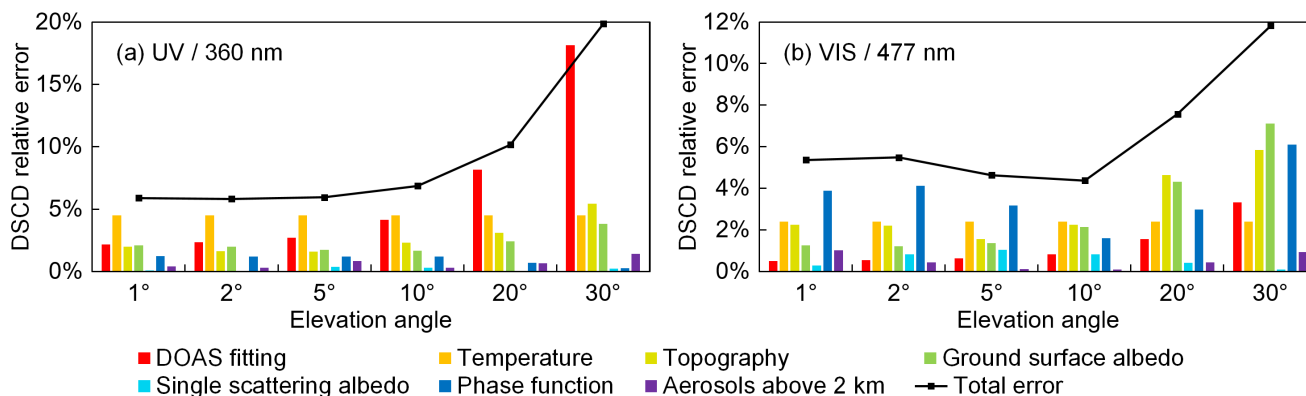 (a) UV / 360 nm
DSCD relative error
20%
15%
10%
5%
0%
1° 2° 5° 10° 20° 30°
Elevation angle
(b) VIS / 477 nm
DSCD relative error
12%
10%
8%
6%
4%
2%
0%
1° 2° 5° 10° 20° 30°
Elevation angle
DOAS fitting Temperature Topography Ground surface albedo
Single scattering albedo Phase function Aerosols above 2 km Total error